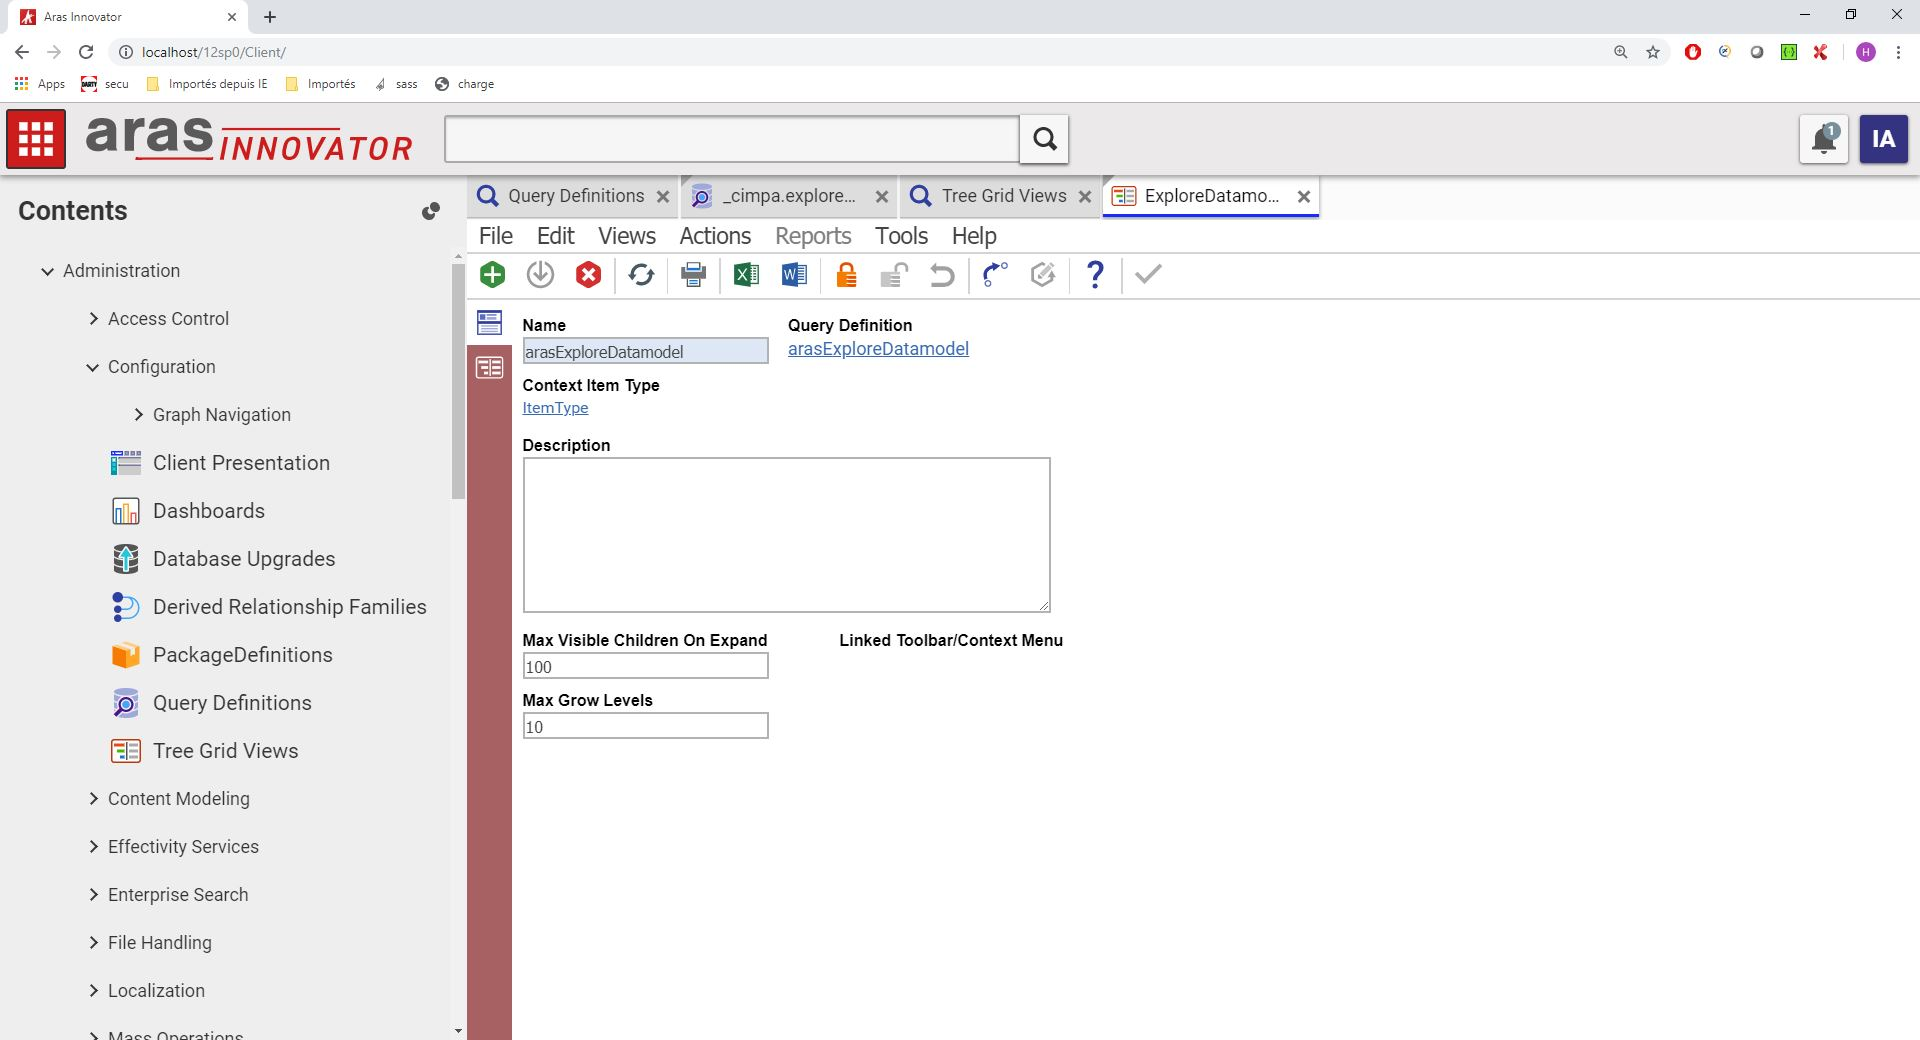 Aras Innovator
localhost/12sp0/Client/
H
Apps secu Importés depuis IE Importés sass charge
DARTY
aras INNOVATOR
1
IA
Query Definitions _cimpa.explore... Tree Grid Views ExploreDatamo...
Contents
File Edit Views Actions Reports Tools Help
Administration
Access Control
Configuration
Graph Navigation
Client Presentation
Dashboards
Database Upgrades
Derived Relationship Families
PackageDefinitions
Query Definitions
Tree Grid Views
Content Modeling
Effectivity Services
Enterprise Search
File Handling
Localization
Mass Operations
Name Query Definition
arasExploreDatamodel arasExploreDatamodel
Context Item Type
ItemType
Description
Max Visible Children On Expand Linked Toolbar/Context Menu
100
Max Grow Levels
10